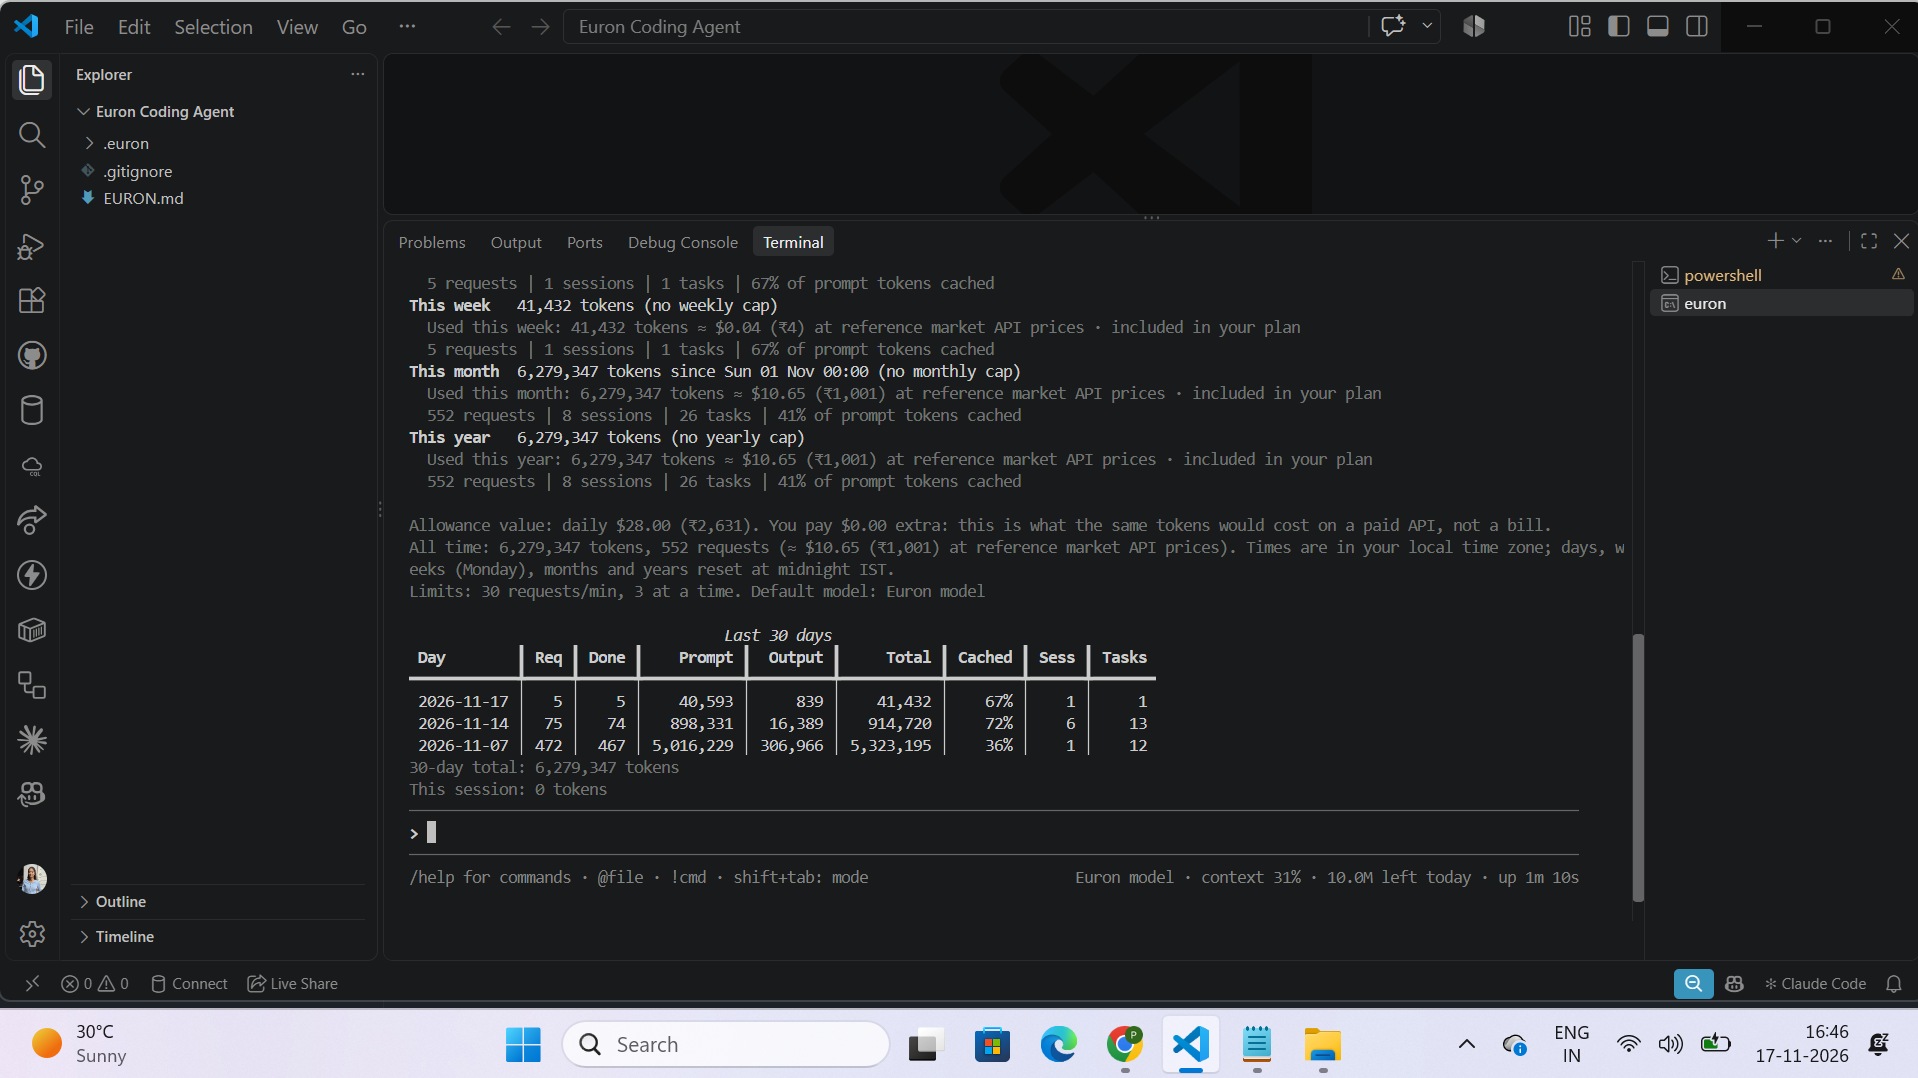 File Edit Selection View Go ··· Euron Coding Agent
Explorer ···
Euron Coding Agent
.euron
.gitignore
EURON.md
Outline
Timeline
Problems Output Ports Debug Console Terminal
5 requests | 1 sessions | 1 tasks | 67% of prompt tokens cached
This week 41,432 tokens (no weekly cap)
Used this week: 41,432 tokens ≈ $0.04 (₹4) at reference market API prices · included in your plan
5 requests | 1 sessions | 1 tasks | 67% of prompt tokens cached
This month 6,279,347 tokens since Sun 01 Nov 00:00 (no monthly cap)
Used this month: 6,279,347 tokens ≈ $10.65 (₹1,001) at reference market API prices · included in your plan
552 requests | 8 sessions | 26 tasks | 41% of prompt tokens cached
This year 6,279,347 tokens (no yearly cap)
Used this year: 6,279,347 tokens ≈ $10.65 (₹1,001) at reference market API prices · included in your plan
552 requests | 8 sessions | 26 tasks | 41% of prompt tokens cached
Allowance value: daily $28.00 (₹2,631). You pay $0.00 extra: this is what the same tokens would cost on a paid API, not a bill.
All time: 6,279,347 tokens, 552 requests (≈ $10.65 (₹1,001) at reference market API prices). Times are in your local time zone; days, w
eeks (Monday), months and years reset at midnight IST.
Limits: 30 requests/min, 3 at a time. Default model: Euron model
Last 30 days
Day Req Done Prompt Output Total Cached Sess Tasks
2026-11-17 5 5 40,593 839 41,432 67% 1 1
2026-11-14 75 74 898,331 16,389 914,720 72% 6 13
2026-11-07 472 467 5,016,229 306,966 5,323,195 36% 1 12
30-day total: 6,279,347 tokens
This session: 0 tokens
>
/help for commands · @file · !cmd · shift+tab: mode Euron model · context 31% · 10.0M left today · up 1m 10s
powershell
euron
0 0 Connect Live Share Claude Code
30°C
Sunny
Search
ENG
IN
16:46
17-11-2026